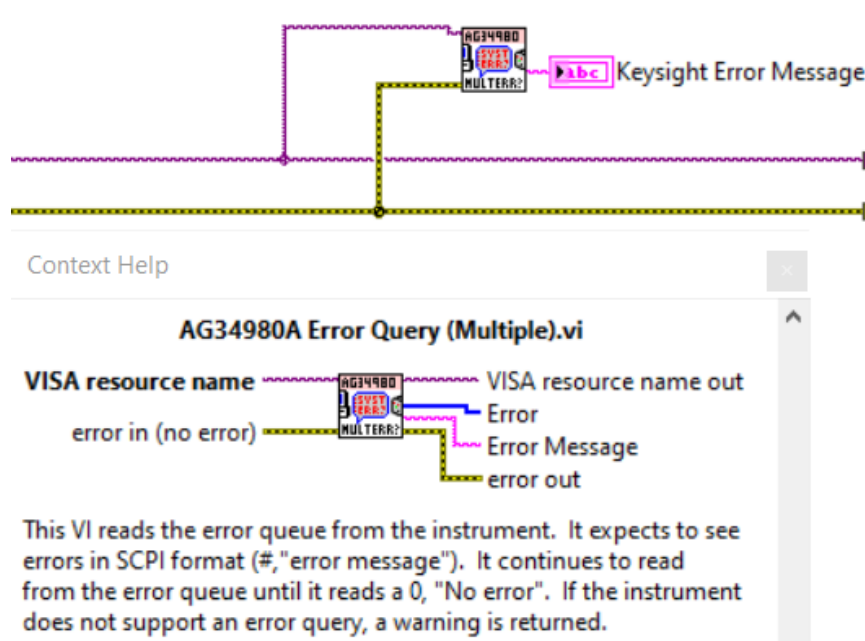 AG34980
SYST
ERR?
MULTERR?
abc
Keysight Error Message
Context Help
AG34980A Error Query (Multiple).vi
VISA resource name
AG34980
SYST
ERR?
MULTERR?
VISA resource name out
Error
error in (no error)
Error Message
error out
This VI reads the error queue from the instrument.  It expects to see
errors in SCPI format (#,"error message").  It continues to read
from the error queue until it reads a 0, "No error".  If the instrument
does not support an error query, a warning is returned.